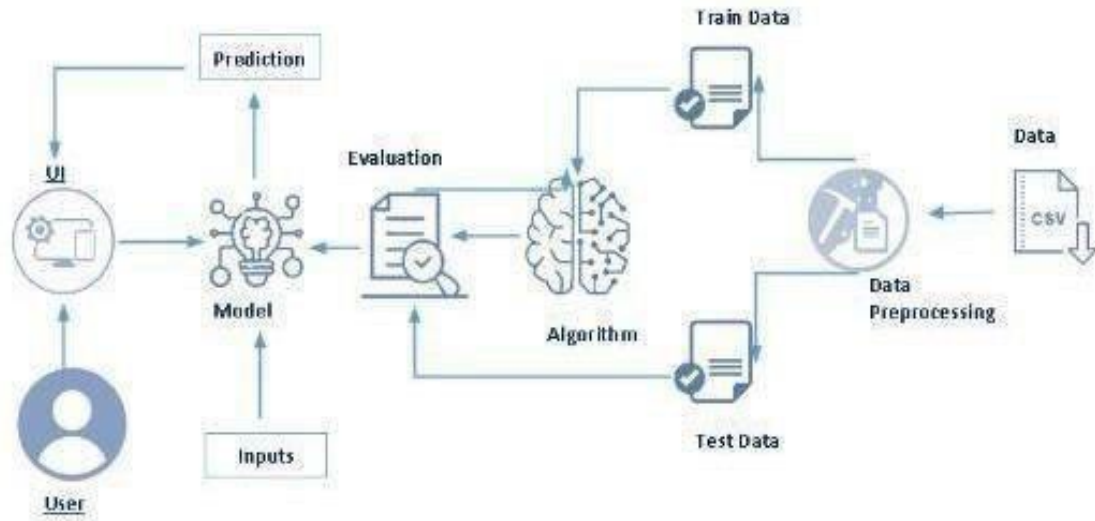 Train Data
Prediction
Data
Evaluation
UI
CSV
Model
Data
Preprocessing
Algorithm
Inputs
Test Data
User